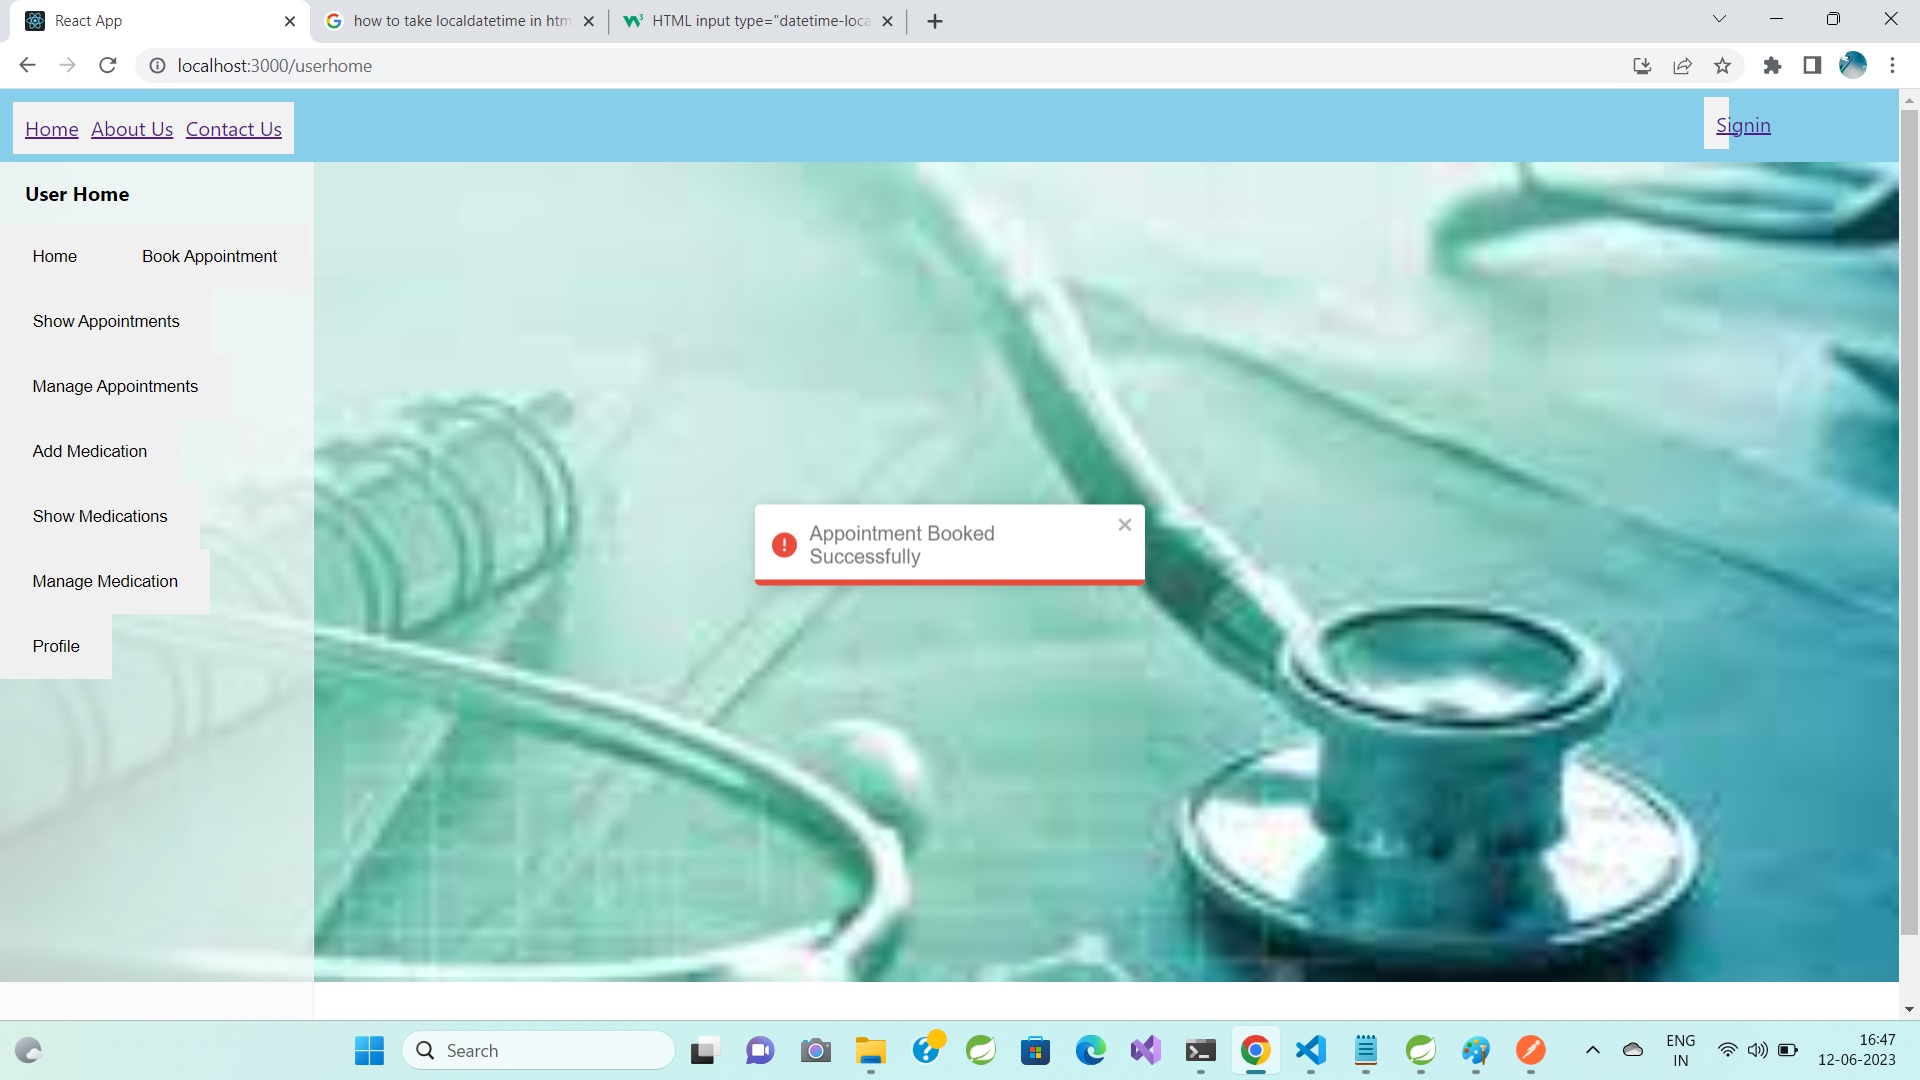 React App
how to take localdatetime in htm
HTML input type="datetime-loca
localhost:3000/userhome
Home About Us Contact Us
Signin
User Home
Home Book Appointment
Show Appointments
Manage Appointments
Add Medication
Show Medications
Manage Medication
Profile
Appointment Booked
Successfully
Search
ENG
IN
16:47
12-06-2023